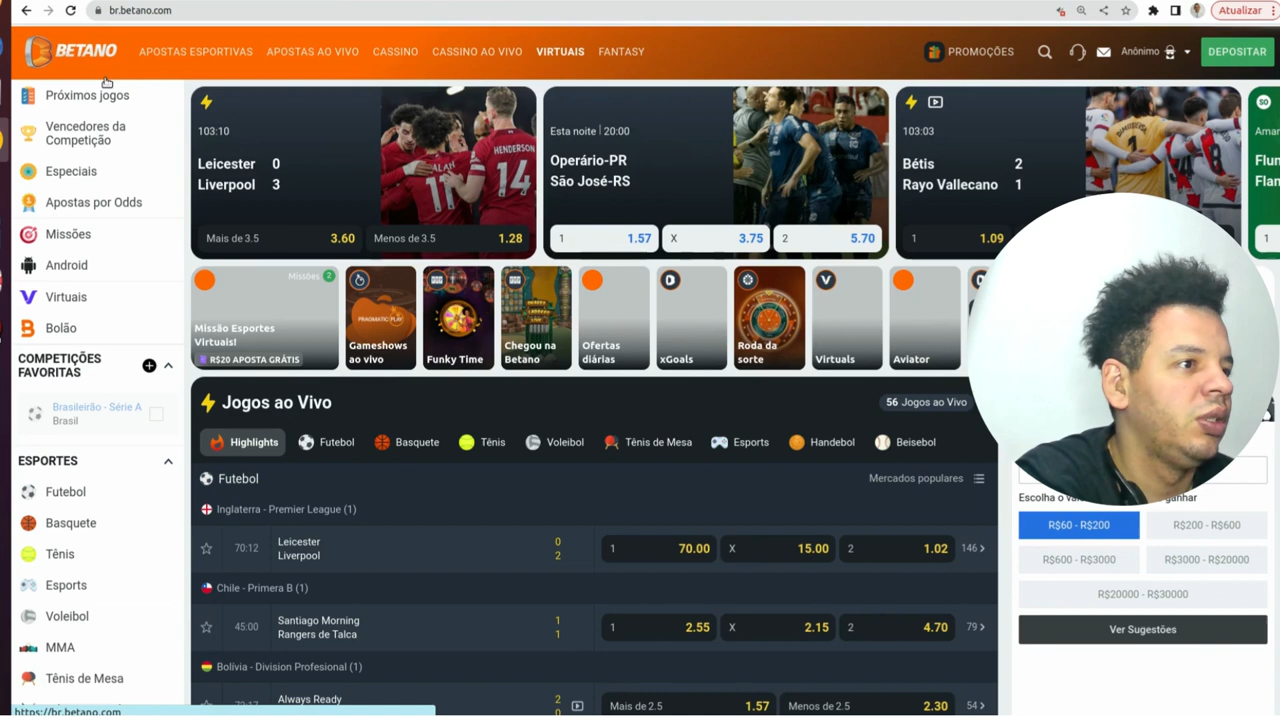 br.betano.com
Atualizar
BETANO
APOSTAS ESPORTIVAS
APOSTAS AO VIVO
CASSINO
CASSINO AO VIVO
VIRTUAIS
FANTASY
PROMOÇÕES
Anônimo
DEPOSITAR
Próximos jogos
Vencedores da
Competição
Especiais
Apostas por Odds
Missões
Android
Virtuais
Bolão
COMPETIÇÕES
FAVORITAS
Brasileirão - Série A
Brasil
ESPORTES
Futebol
Basquete
Tênis
Esports
Voleibol
MMA
Tênis de Mesa
https://br.betano.com
103:10
Leicester 0
Liverpool 3
Mais de 3.5 3.60 Menos de 3.5 1.28
Esta noite | 20:00
Operário-PR
São José-RS
1 1.57 X 3.75 2 5.70
103:03
Bétis 2
Rayo Vallecano 1
1 1.09
SO
Amar
Flun
Flan
1
Missões 2
Missão Esportes
Virtuais!
R$20 APOSTA GRÁTIS
PRAGMATIC PLAY
Gameshows
ao vivo
Funky Time
Chegou na
Betano
Ofertas
diárias
xGoals
Roda da
sorte
Virtuals
Aviator
Jogos ao Vivo
56 Jogos ao Vivo
Highlights
Futebol
Basquete
Tênis
Voleibol
Tênis de Mesa
Esports
Handebol
Beisebol
Futebol
Mercados populares
Inglaterra - Premier League (1)
70:12
Leicester 0
Liverpool 2
1 70.00 X 15.00 2 1.02 146
Chile - Primera B (1)
45:00
Santiago Morning 1
Rangers de Talca 1
1 2.55 X 2.15 2 4.70 79
Bolívia - Division Profesional (1)
Always Ready 2
0
Mais de 2.5 1.57 Menos de 2.5 2.30 54
Escolha o va
ganhar
R$60 - R$200
R$200 - R$600
R$600 - R$3000
R$3000 - R$20000
R$20000 - R$30000
Ver Sugestões